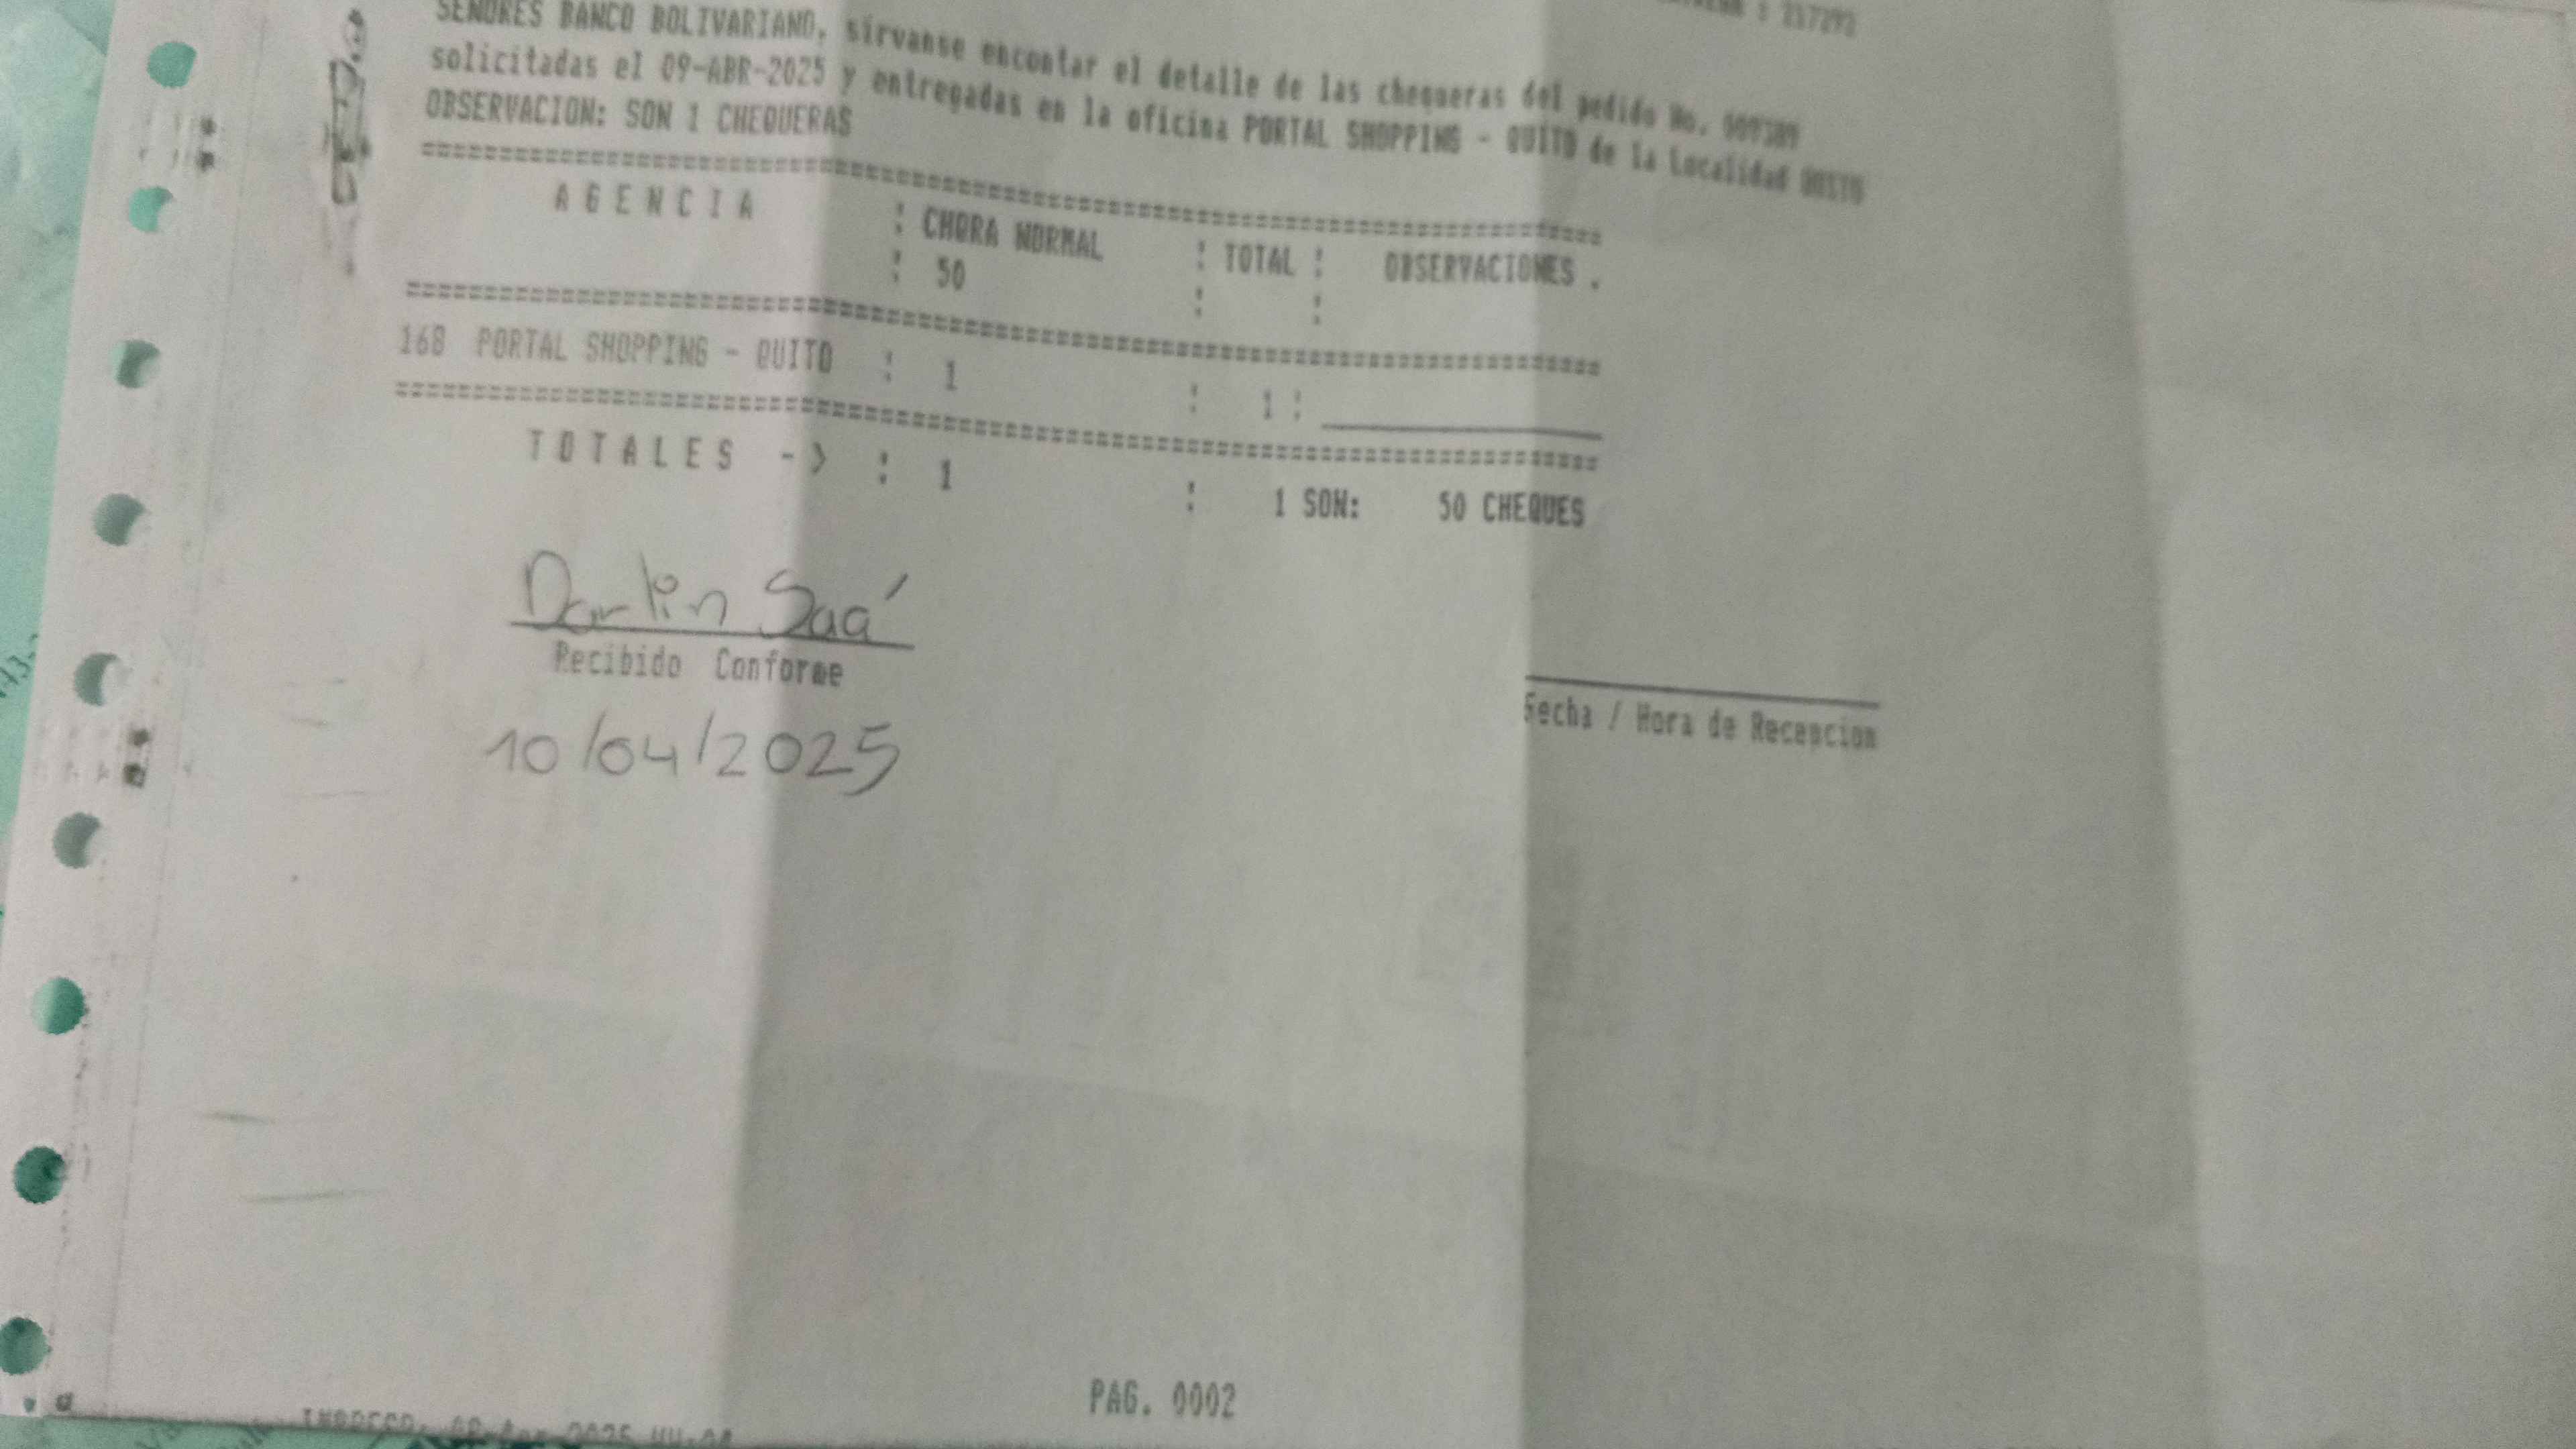 : 217292
SEÑORES BANCO BOLIVARIANO, sirvanse encontar el detalle de las chequeras del pedido No. 009389
solicitadas el 09-ABR-2025 y entregadas en la oficina PORTAL SHOPPING - QUITO de la Localidad QUITO
OBSERVACION: SON 1 CHEQUERAS
A G E N C I A : CHQRA NORMAL : TOTAL : OBSERVACIONES .
: 50 : :
168 PORTAL SHOPPING - QUITO : 1 : 1 :
T O T A L E S - > : 1 : 1 SON: 50 CHEQUES
Darlin Saá
Recibido Conforme
Fecha / Hora de Recepcion
10/04/2025
PAG. 0002